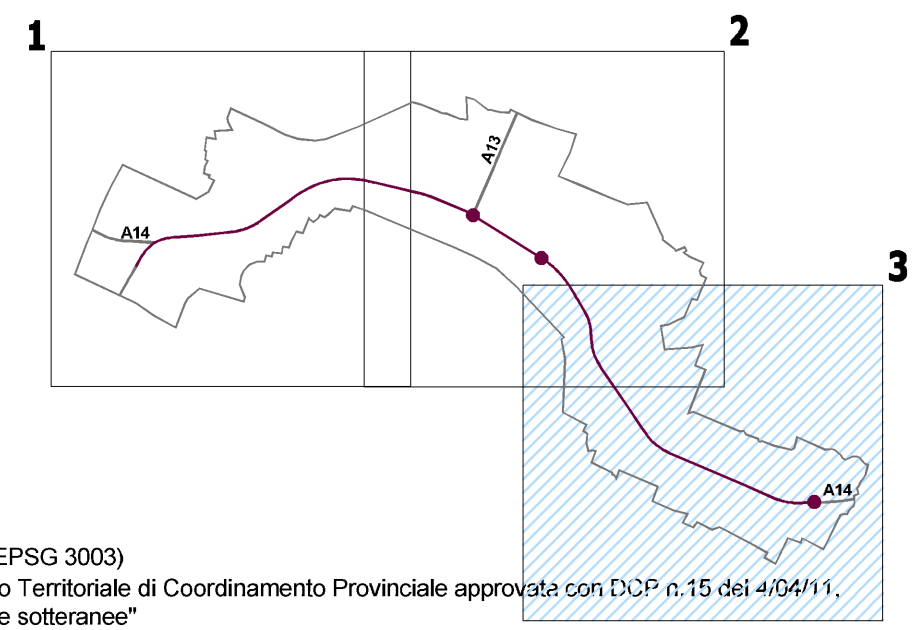 1
2
A13
A14
3
A14
EPSG 3003)
o Territoriale di Coordinamento Provinciale approvata con DCP n.15 del 4/04/11,
e sotteranee"